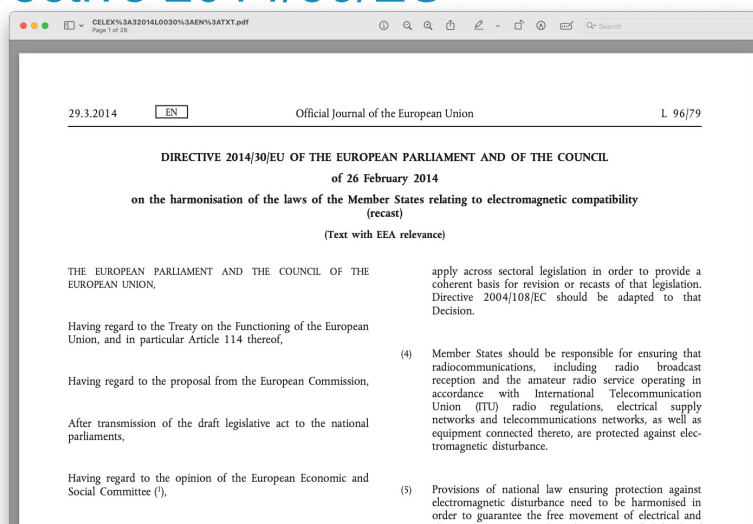 CELEX%3A32014L0030%3AEN%3ATXT.pdf
Page 1 of 28
Search
29.3.2014
EN
Official Journal of the European Union
L 96/79
DIRECTIVE 2014/30/EU OF THE EUROPEAN PARLIAMENT AND OF THE COUNCIL
of 26 February 2014
on the harmonisation of the laws of the Member States relating to electromagnetic compatibility
(recast)
(Text with EEA relevance)
THE EUROPEAN PARLIAMENT AND THE COUNCIL OF THE
EUROPEAN UNION,
Having regard to the Treaty on the Functioning of the European
Union, and in particular Article 114 thereof,
Having regard to the proposal from the European Commission,
After transmission of the draft legislative act to the national
parliaments,
Having regard to the opinion of the European Economic and
Social Committee (¹),
apply across sectoral legislation in order to provide a
coherent basis for revision or recasts of that legislation.
Directive 2004/108/EC should be adapted to that
Decision.
(4) Member States should be responsible for ensuring that
radiocommunications, including radio broadcast
reception and the amateur radio service operating in
accordance with International Telecommunication
Union (ITU) radio regulations, electrical supply
networks and telecommunications networks, as well as
equipment connected thereto, are protected against elec-
tromagnetic disturbance.
(5) Provisions of national law ensuring protection against
electromagnetic disturbance need to be harmonised in
order to guarantee the free movement of electrical and